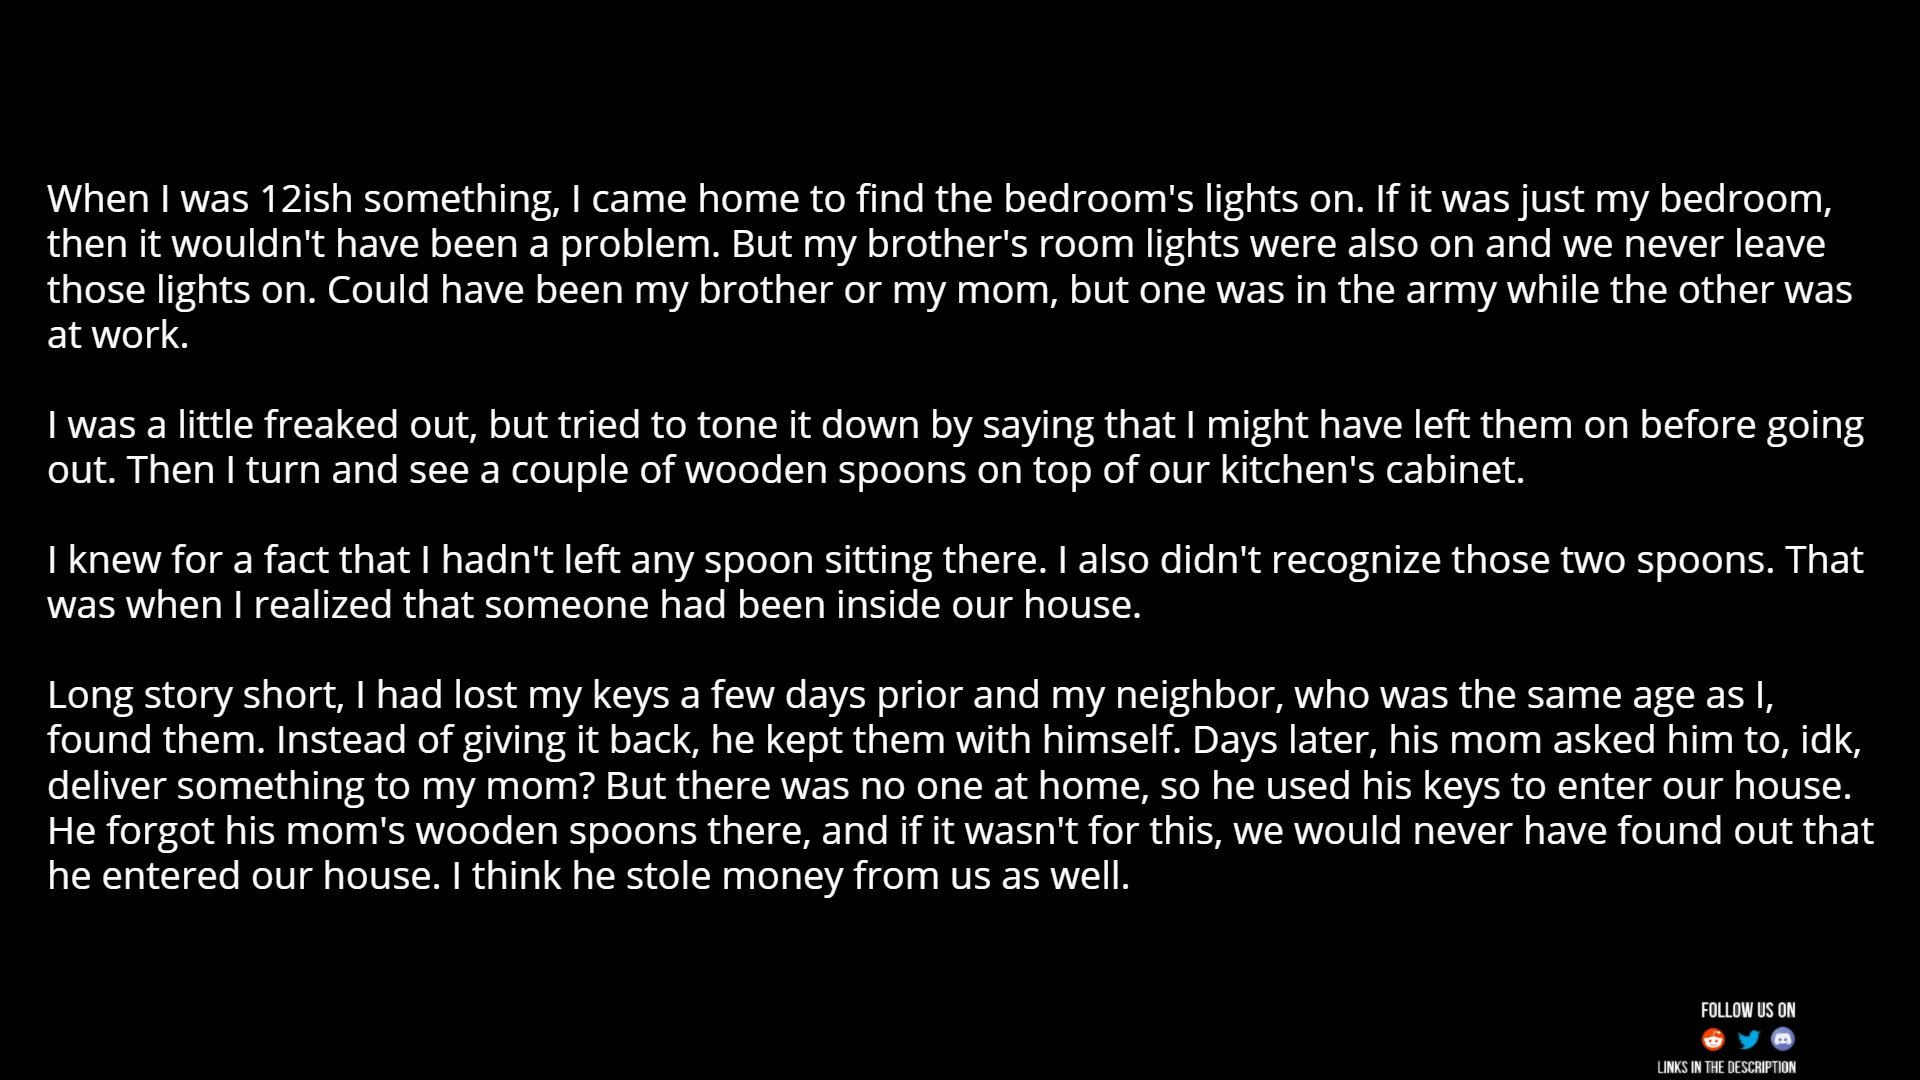 When I was 12ish something, I came home to find the bedroom's lights on. If it was just my bedroom,
then it wouldn't have been a problem. But my brother's room lights were also on and we never leave
those lights on. Could have been my brother or my mom, but one was in the army while the other was
at work.
I was a little freaked out, but tried to tone it down by saying that I might have left them on before going
out. Then I turn and see a couple of wooden spoons on top of our kitchen's cabinet.
I knew for a fact that I hadn't left any spoon sitting there. I also didn't recognize those two spoons. That
was when I realized that someone had been inside our house.
Long story short, I had lost my keys a few days prior and my neighbor, who was the same age as I,
found them. Instead of giving it back, he kept them with himself. Days later, his mom asked him to, idk,
deliver something to my mom? But there was no one at home, so he used his keys to enter our house.
He forgot his mom's wooden spoons there, and if it wasn't for this, we would never have found out that
he entered our house. I think he stole money from us as well.
FOLLOW US ON
LINKS IN THE DESCRIPTION